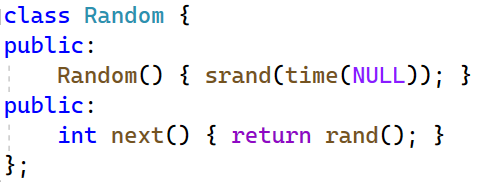 class Random {
public:
    Random() { srand(time(NULL)); }
public:
    int next() { return rand(); }
};